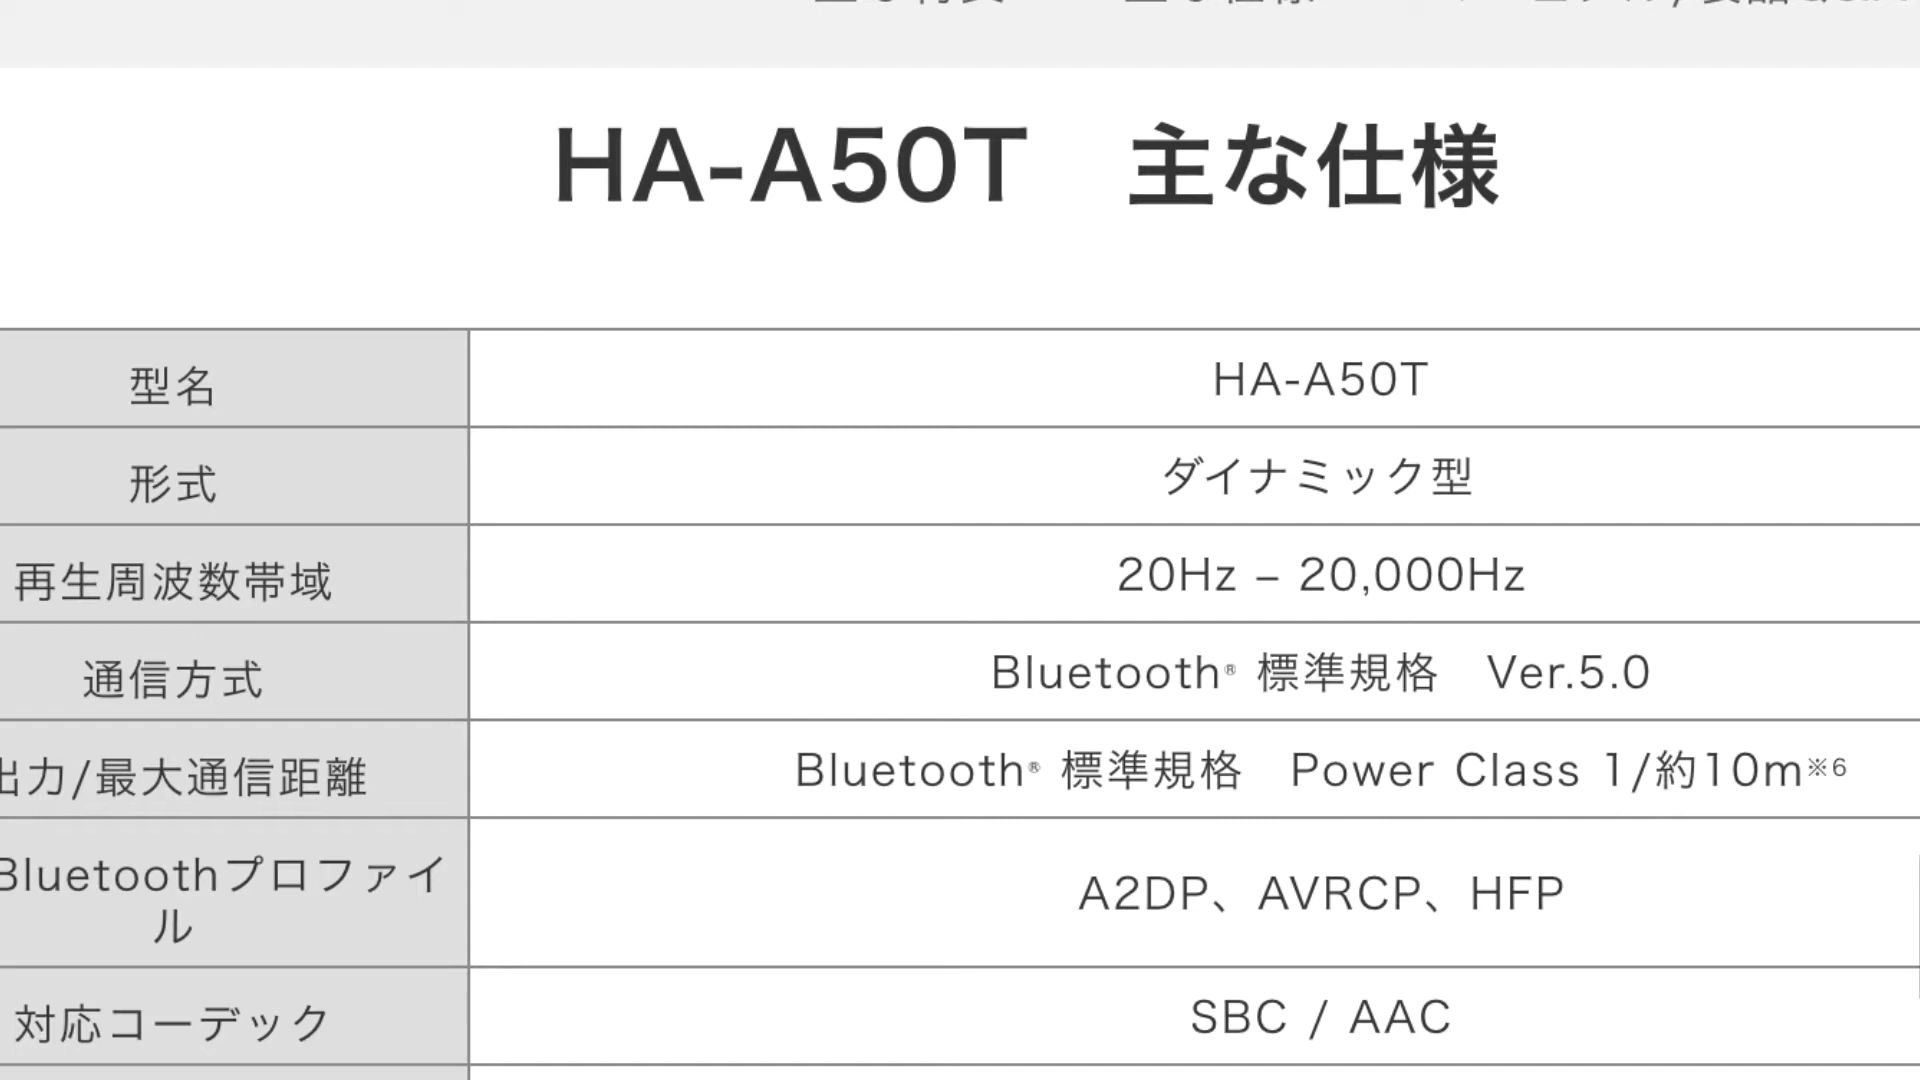 HA-A50T　主な仕様
型名 HA-A50T
形式 ダイナミック型
再生周波数帯域 20Hz – 20,000Hz
通信方式 Bluetooth® 標準規格　Ver.5.0
出力/最大通信距離 Bluetooth® 標準規格　Power Class 1/約10m※6
Bluetoothプロファイ
ル
A2DP、AVRCP、HFP
対応コーデック SBC / AAC